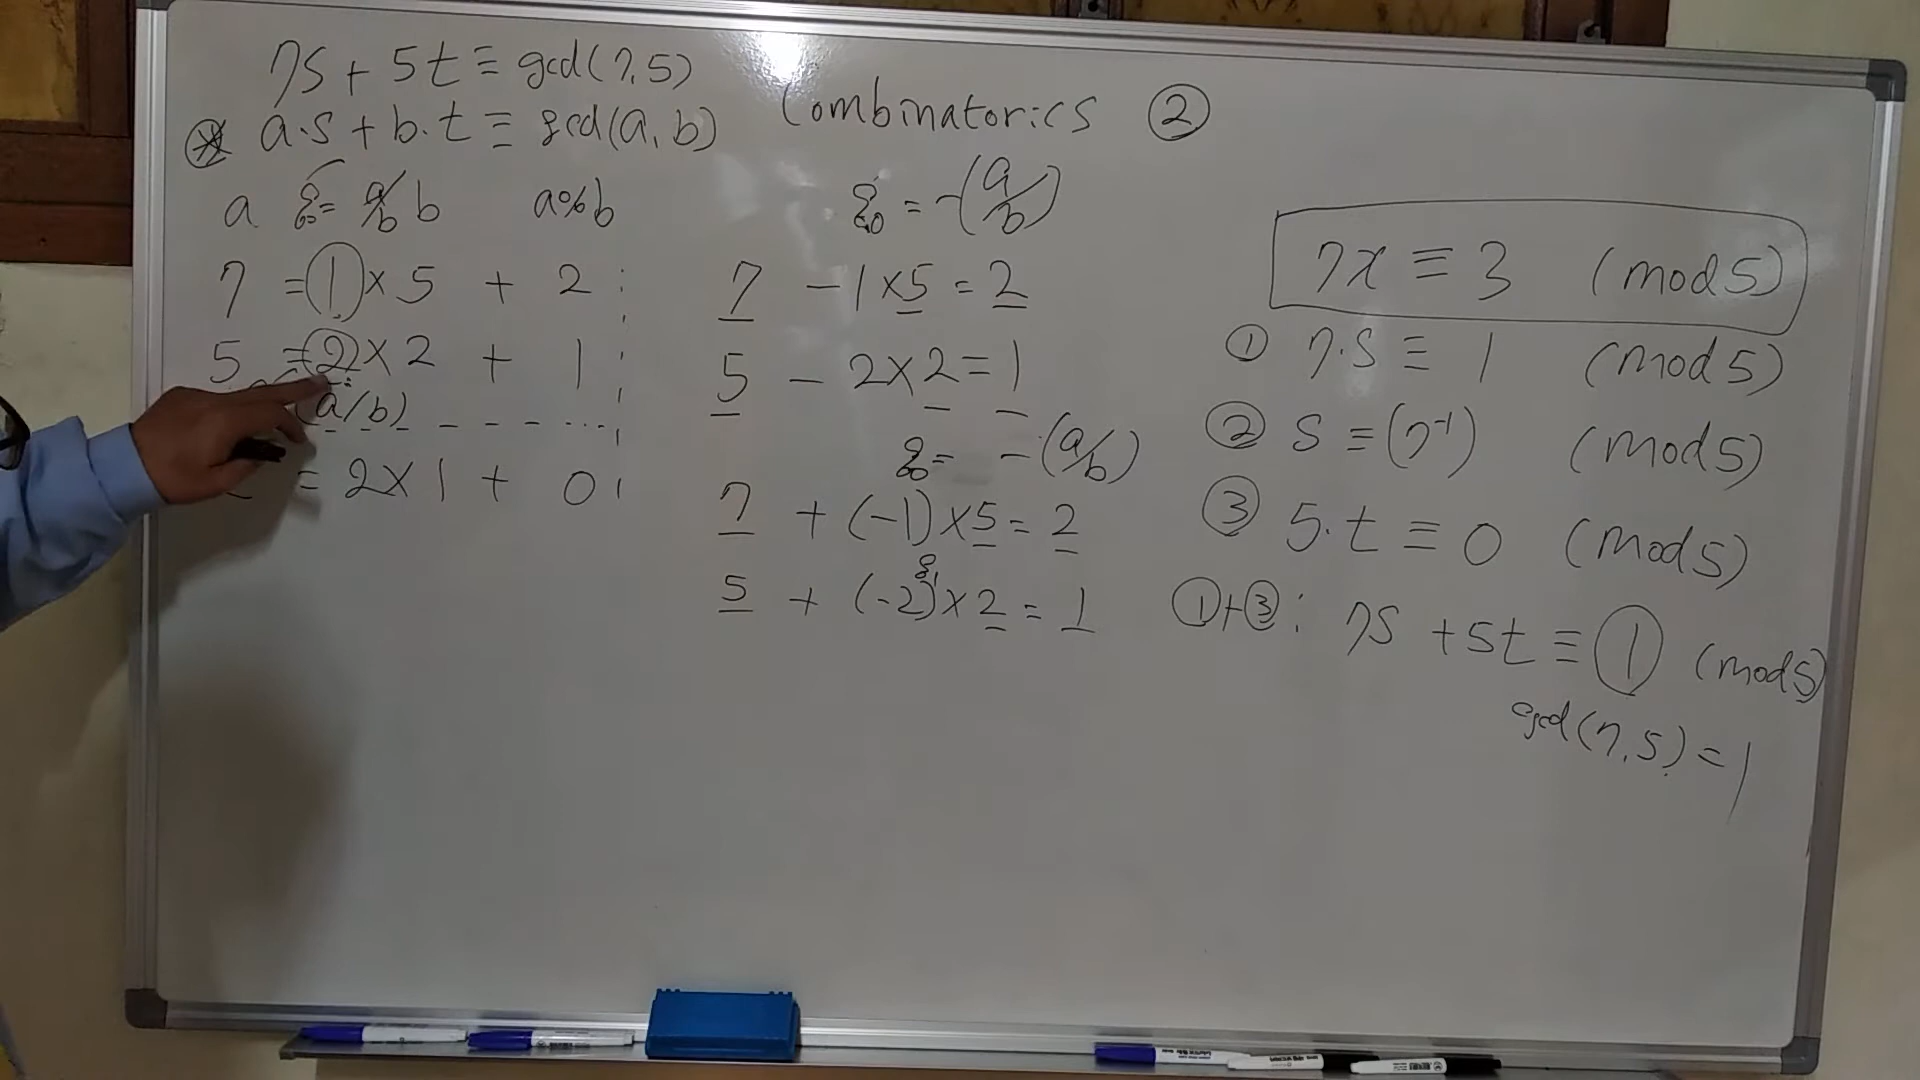 7s + 5t ≡ gcd(7,5)
⊛ a·s + b·t ≡ gcd(a, b)
Combinatorics ②
a q₀= a/b b a%b
7 = 1 × 5 + 2
5 = 2 × 2 + 1
(a/b)
= 2 × 1 + 0
q₀ = -(a/b)
7 - 1 × 5 = 2
5 - 2 × 2 = 1
q₀ = -(a/b)
7 + (-1) × 5 = 2
5 + (-2) × 2 = 1
7x ≡ 3 (mod 5)
① 7·s ≡ 1 (mod 5)
② s ≡ (7⁻¹) (mod 5)
③ 5·t ≡ 0 (mod 5)
①+③ : 7s + 5t ≡ 1 (mod 5)
gcd(7,5) = 1